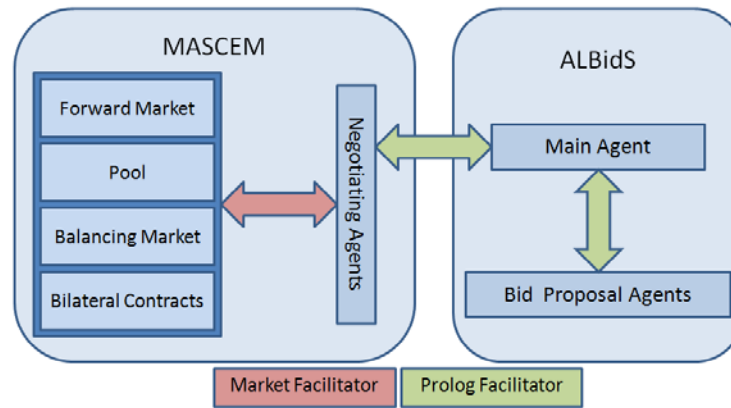 MASCEM
Forward Market
Pool
Balancing Market
Bilateral Contracts
Negotiating Agents
ALBidS
Main Agent
Bid Proposal Agents
Market Facilitator
Prolog Facilitator